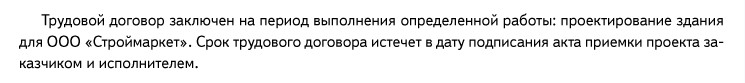 Трудовой договор заключен на период выполнения определенной работы: проектирование здания
для ООО «Строймаркет». Срок трудового договора истечет в дату подписания акта приемки проекта за-
казчиком и исполнителем.